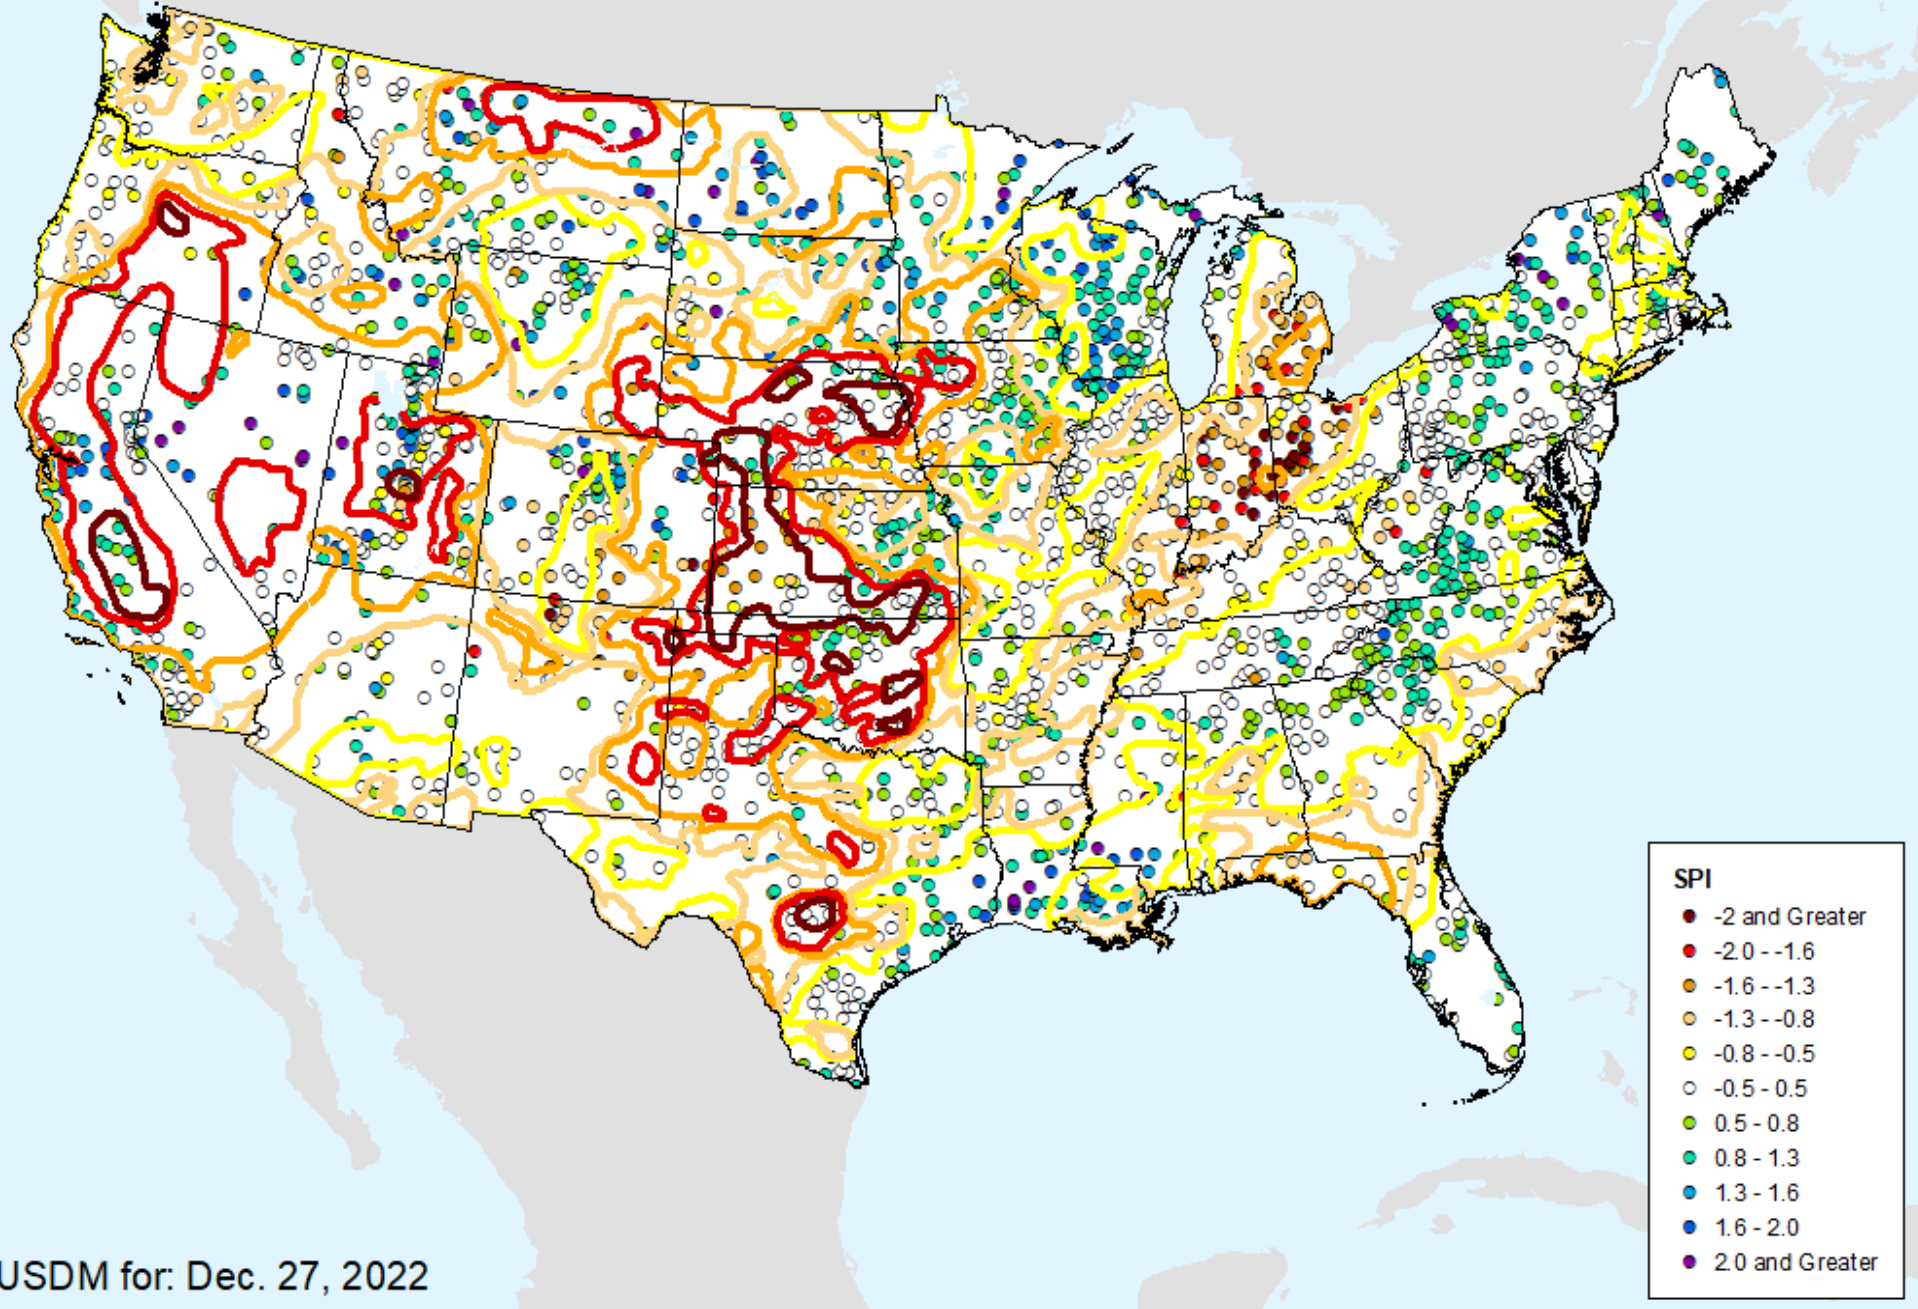 SPI
-2 and Greater
-2.0 - -1.6
-1.6 - -1.3
-1.3 - -0.8
-0.8 - -0.5
-0.5 - 0.5
0.5 - 0.8
0.8 - 1.3
1.3 - 1.6
1.6 - 2.0
2.0 and Greater
USDM for: Dec. 27, 2022